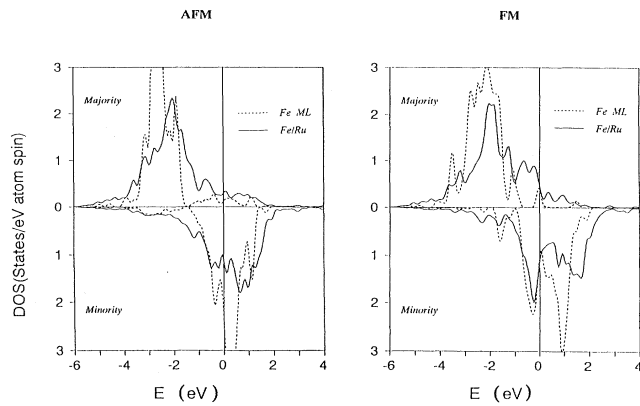 AFM
FM
3
2
1
0
1
2
3
DOS(States/eV atom spin)
Majority
Fe ML
Fe/Ru
Minority
-6 -4 -2 0 2 4
E (eV)
3
2
1
0
1
2
3
Majority
Fe ML
Fe/Ru
Minority
-6 -4 -2 0 2 4
E (eV)